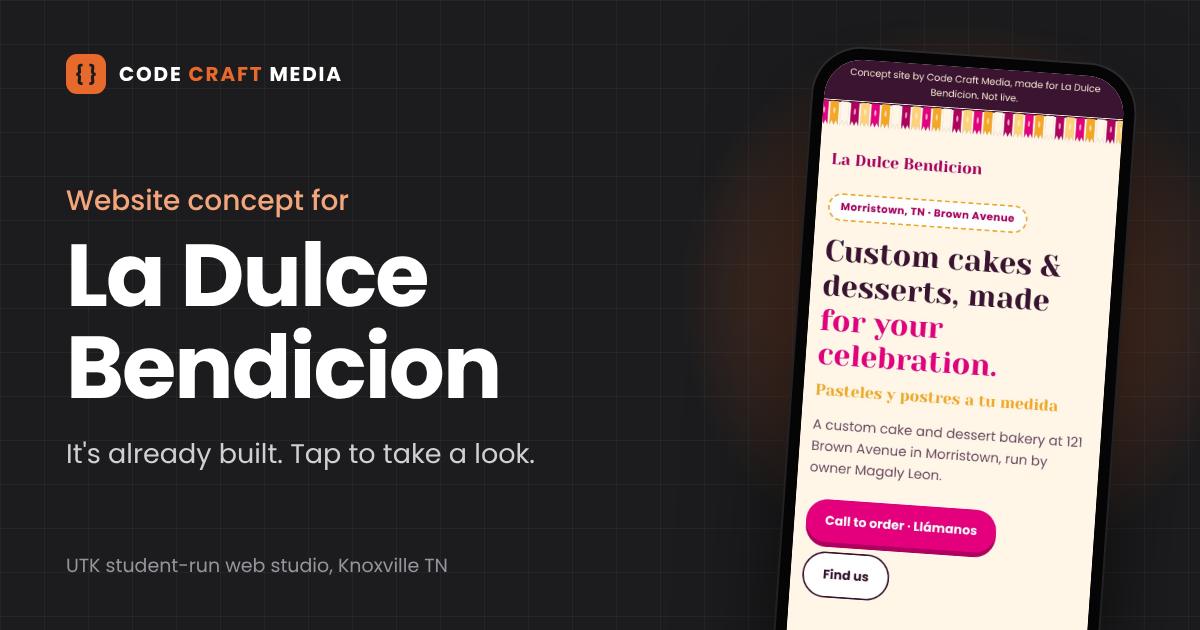 { } CODE CRAFT MEDIA
Website concept for
La Dulce
Bendicion
It's already built. Tap to take a look.
UTK student-run web studio, Knoxville TN
Concept site by Code Craft Media, made for La Dulce
Bendicion. Not live.
La Dulce Bendicion
Morristown, TN · Brown Avenue
Custom cakes &
desserts, made
for your
celebration.
Pasteles y postres a tu medida
A custom cake and dessert bakery at 121
Brown Avenue in Morristown, run by
owner Magaly Leon.
Call to order · Llámanos
Find us